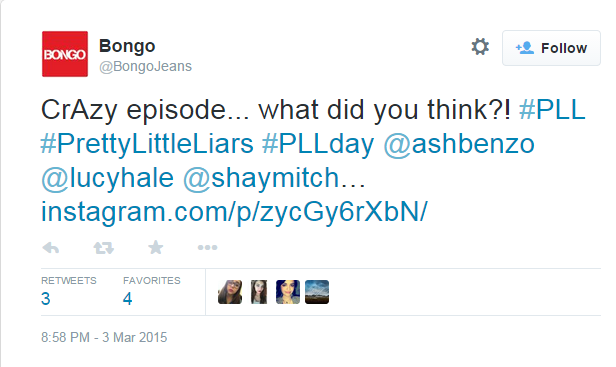 BONGO
Bongo
@BongoJeans
Follow
CrAzy episode... what did you think?! #PLL
#PrettyLittleLiars #PLLday @ashbenzo
@lucyhale @shaymitch…
instagram.com/p/zycGy6rXbN/
RETWEETS FAVORITES
3 4
8:58 PM - 3 Mar 2015